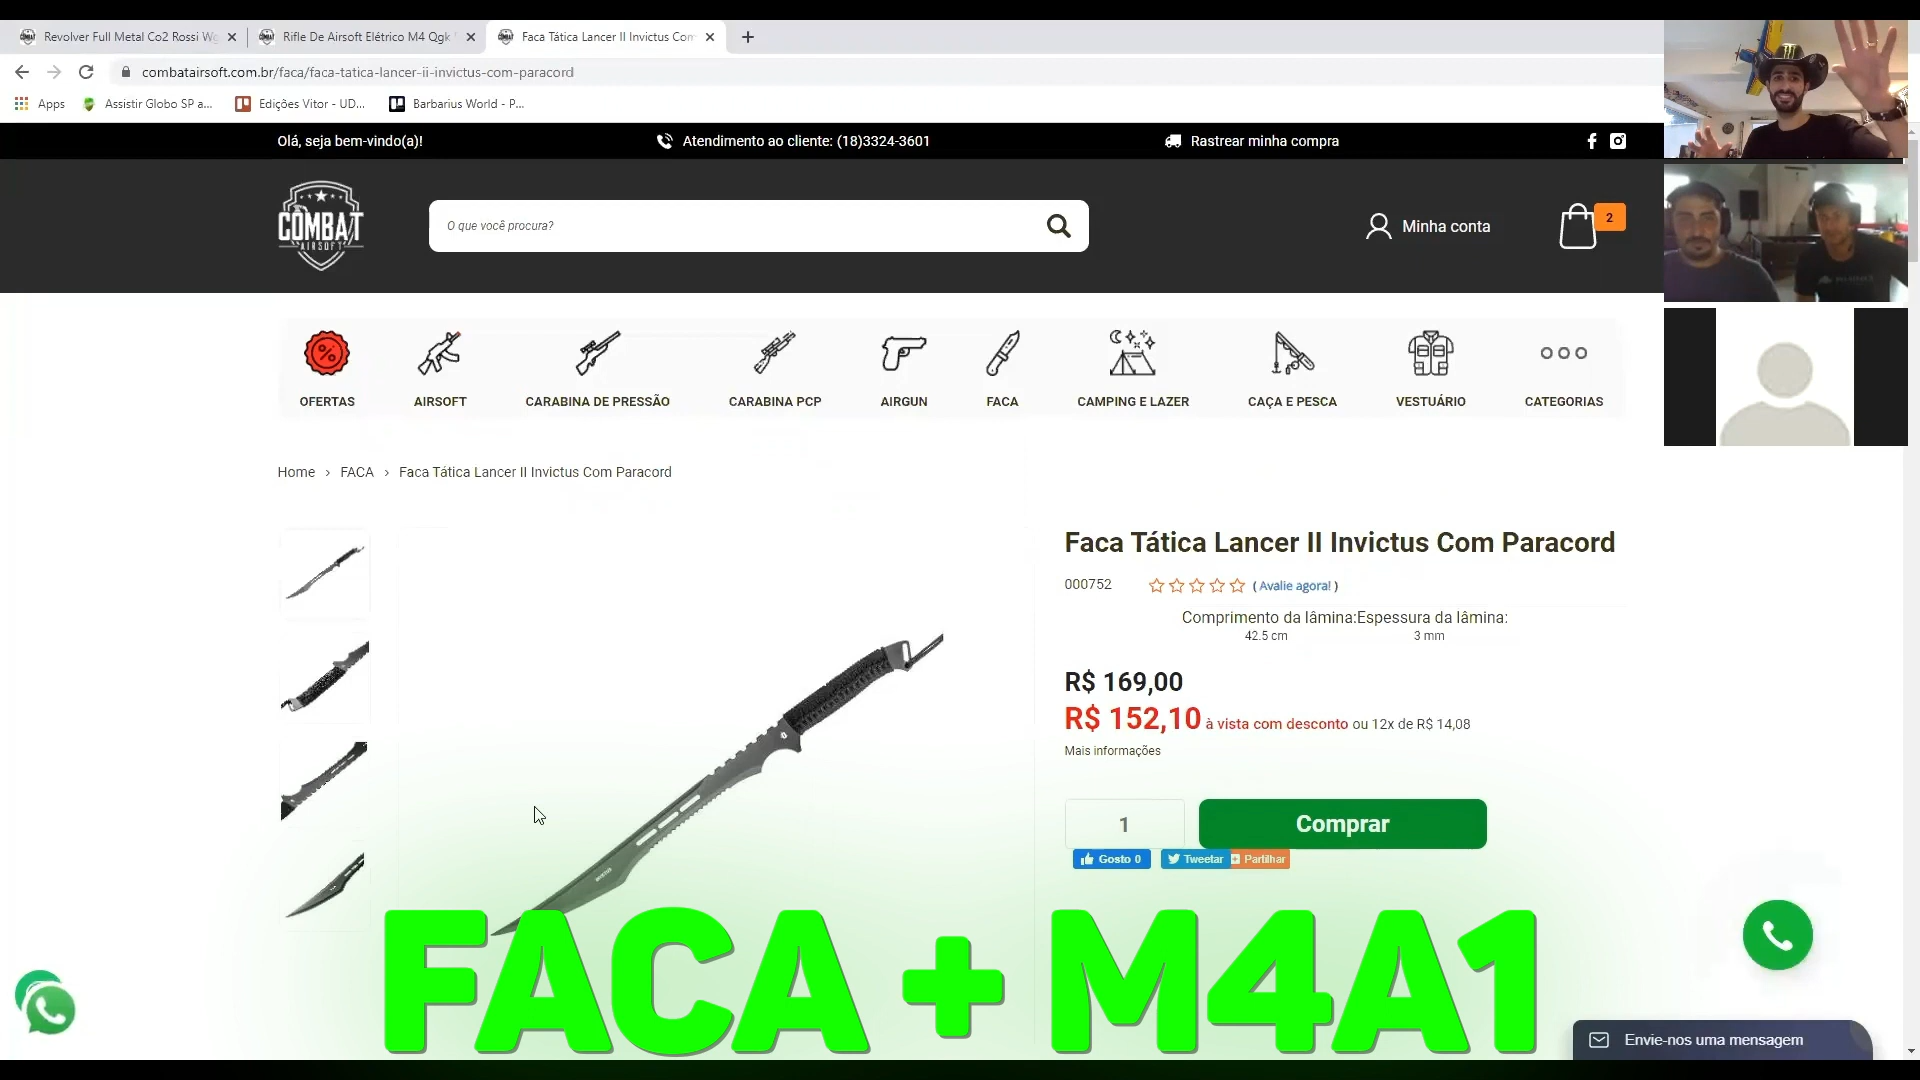 Revolver Full Metal Co2 Rossi Wg
Rifle De Airsoft Elétrico M4 Qgk
Faca Tática Lancer II Invictus Com
combatairsoft.com.br/faca/faca-tatica-lancer-ii-invictus-com-paracord
Apps
Assistir Globo SP a...
Edições Vitor - UD...
Barbarius World - P...
Olá, seja bem-vindo(a)!
Atendimento ao cliente: (18)3324-3601
Rastrear minha compra
COMBAT
AIRSOFT
O que você procura?
Minha conta
2
OFERTAS
AIRSOFT
CARABINA DE PRESSÃO
CARABINA PCP
AIRGUN
FACA
CAMPING E LAZER
CAÇA E PESCA
VESTUÁRIO
CATEGORIAS
Home › FACA › Faca Tática Lancer II Invictus Com Paracord
Faca Tática Lancer II Invictus Com Paracord
000752
( Avalie agora! )
Comprimento da lâmina:Espessura da lâmina:
42.5 cm
3 mm
R$ 169,00
R$ 152,10 à vista com desconto ou 12x de R$ 14,08
Mais informações
1
Comprar
Gosto 0
Tweetar
Partilhar
FACA + M4A1
Envie-nos uma mensagem